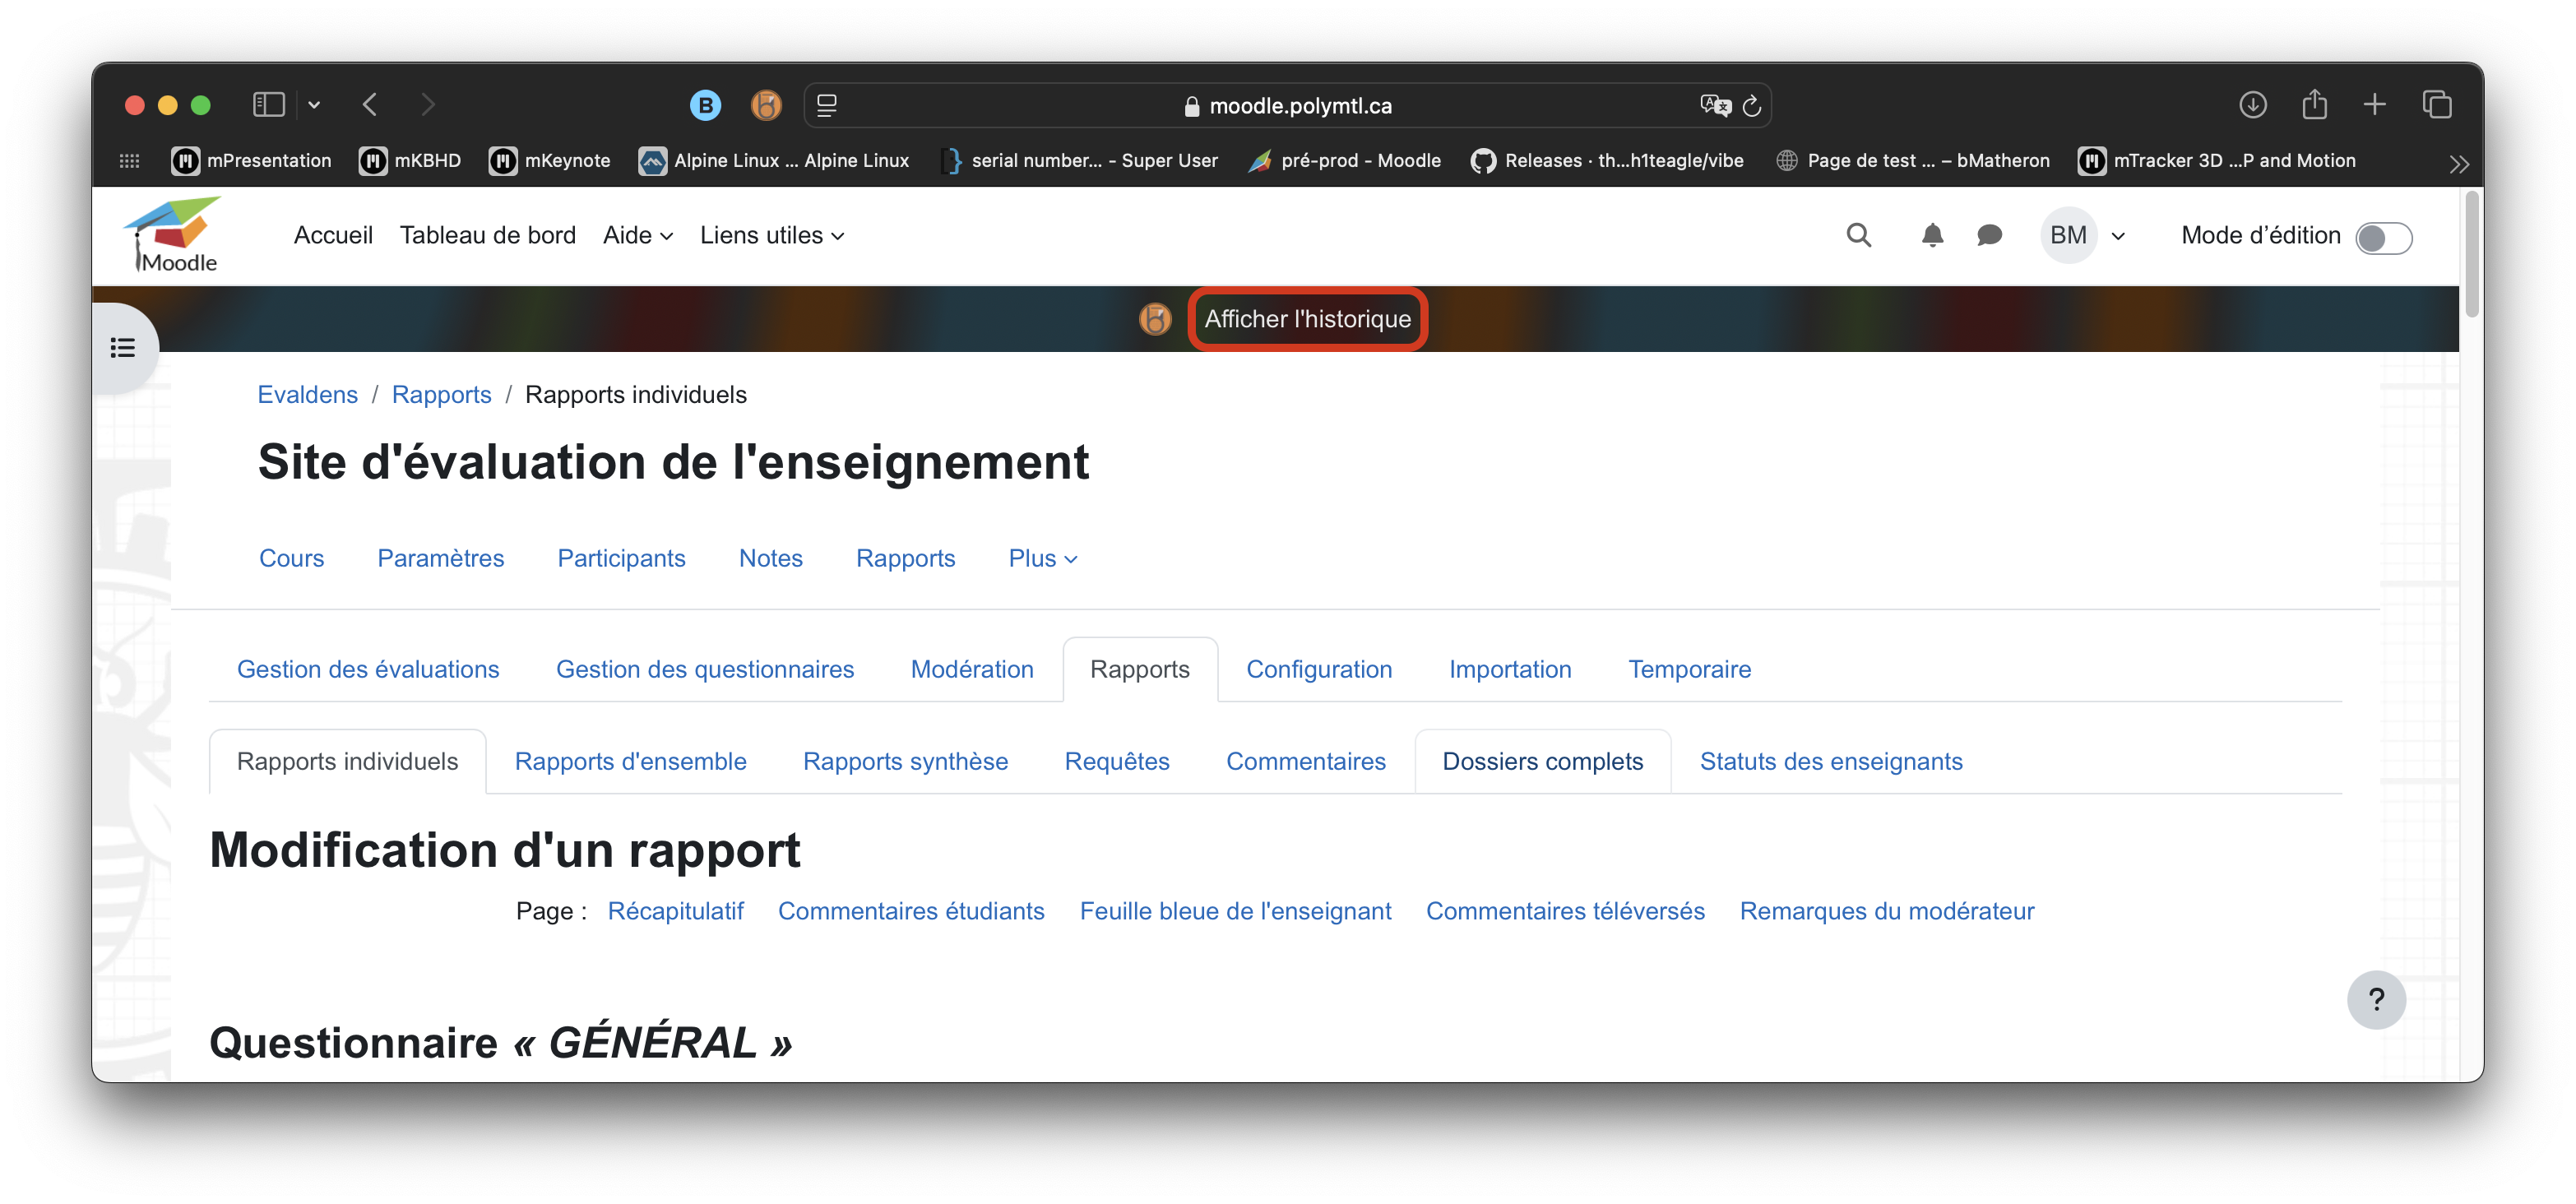 B moodle.polymtl.ca
mPresentation mKBHD mKeynote Alpine Linux ... Alpine Linux serial number... - Super User pré-prod - Moodle Releases · th...h1teagle/vibe Page de test ... – bMatheron mTracker 3D ...P and Motion
Moodle Accueil Tableau de bord Aide Liens utiles BM Mode d’édition
Afficher l'historique
Evaldens / Rapports / Rapports individuels
Site d'évaluation de l'enseignement
Cours Paramètres Participants Notes Rapports Plus
Gestion des évaluations Gestion des questionnaires Modération Rapports Configuration Importation Temporaire
Rapports individuels Rapports d'ensemble Rapports synthèse Requêtes Commentaires Dossiers complets Statuts des enseignants
Modification d'un rapport
Page : Récapitulatif Commentaires étudiants Feuille bleue de l'enseignant Commentaires téléversés Remarques du modérateur
?
Questionnaire « GÉNÉRAL »